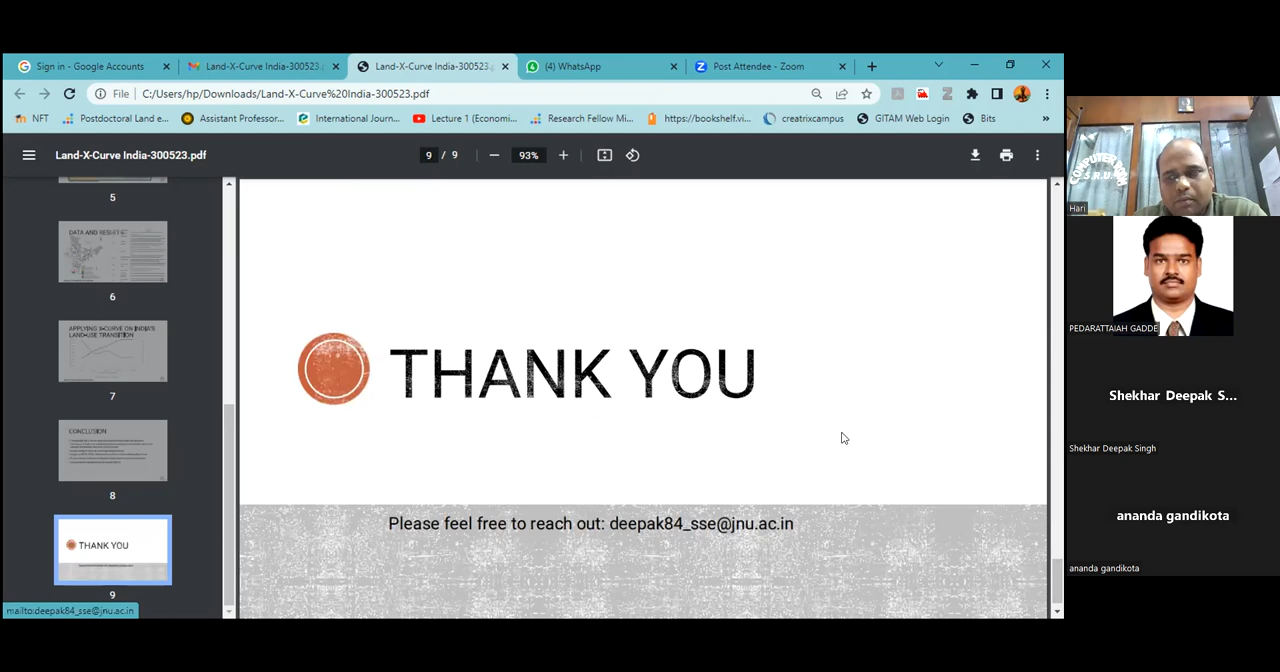 Sign in - Google Accounts
Land-X-Curve India-300523.p
Land-X-Curve India-300523.p
(4) WhatsApp
Post Attendee - Zoom
File
C:/Users/hp/Downloads/Land-X-Curve%20India-300523.pdf
NFT
Postdoctoral Land e...
Assistant Professor...
International Journ...
Lecture 1 (Economi...
Research Fellow Mi...
https://bookshelf.vi...
creatrixcampus
GITAM Web Login
Bits
»
Land-X-Curve India-300523.pdf
9 / 9
93%
5
DATA AND RESULTS
6
APPLYING X-CURVE ON INDIA'S
LAND-USE TRANSITION
7
CONCLUSION
8
THANK YOU
9
THANK YOU
Please feel free to reach out: deepak84_sse@jnu.ac.in
mailto:deepak84_sse@jnu.ac.in
COMPUTER ROOM
S.R.U.
Hari
PEDARATTAIAH GADDE
Shekhar Deepak S...
Shekhar Deepak Singh
ananda gandikota
ananda gandikota